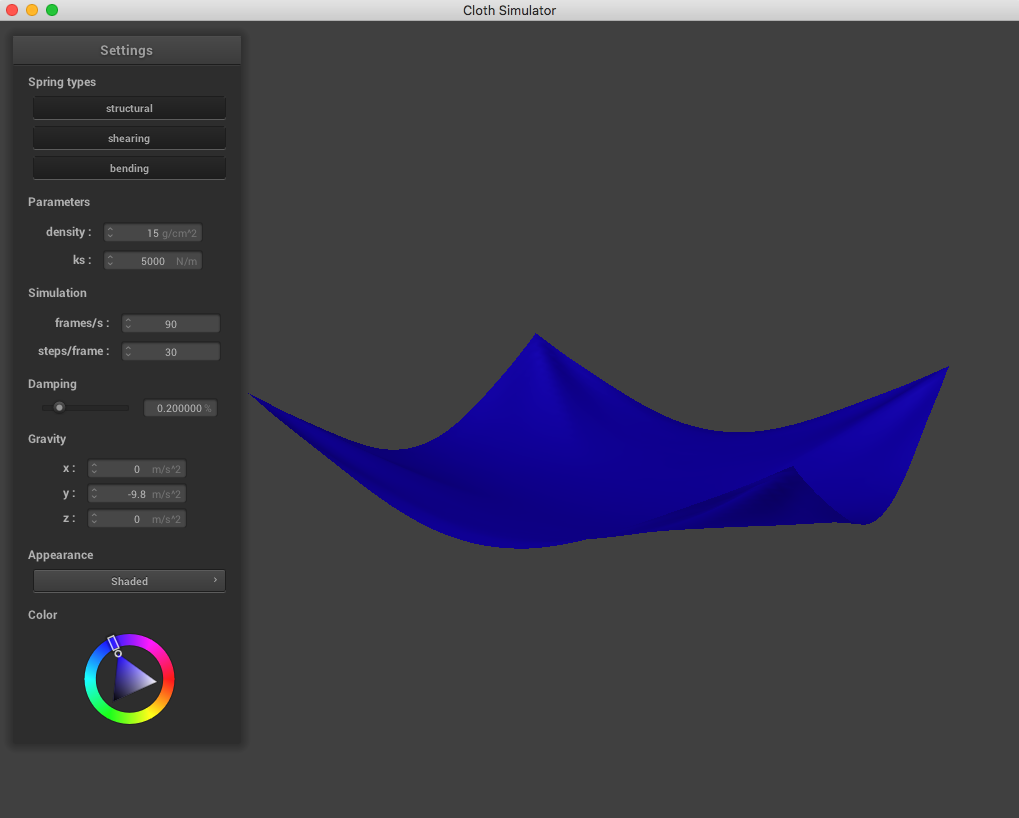 Cloth Simulator
Settings
Spring types
structural
shearing
bending
Parameters
density : 15 g/cm^2
ks : 5000 N/m
Simulation
frames/s : 90
steps/frame : 30
Damping
0.200000 %
Gravity
x : 0 m/s^2
y : -9.8 m/s^2
z : 0 m/s^2
Appearance
Shaded ›
Color